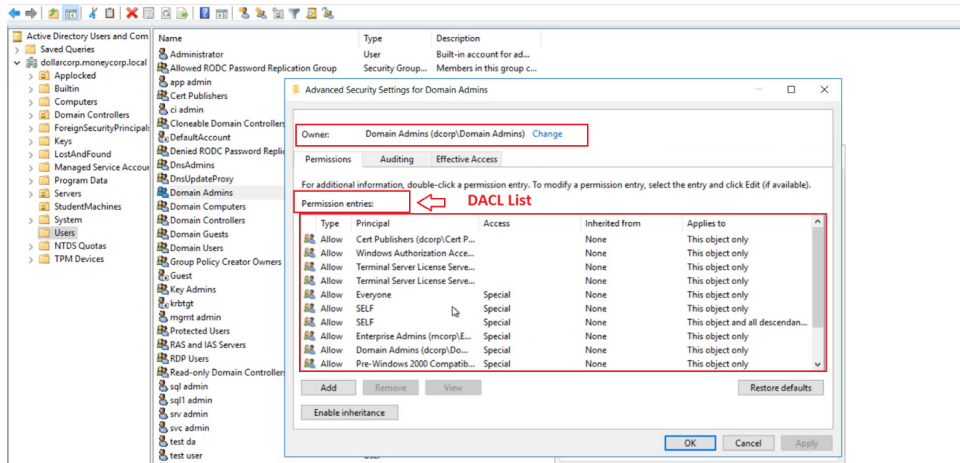 Active Directory Users and Com
Saved Queries
dollarcorp.moneycorp.local
Applocked
Builtin
Computers
Domain Controllers
ForeignSecurityPrincipals
Keys
LostAndFound
Managed Service Accour
Program Data
Servers
StudentMachines
System
Users
NTDS Quotas
TPM Devices
Name Type Description
Administrator User Built-in account for ad...
Allowed RODC Password Replication Group Security Group... Members in this group c...
app admin
Cert Publishers
ci admin
Cloneable Domain Controllers
DefaultAccount
Denied RODC Password Replic
DnsAdmins
DnsUpdateProxy
Domain Admins
Domain Computers
Domain Controllers
Domain Guests
Domain Users
Group Policy Creator Owners
Guest
Key Admins
krbtgt
mgmt admin
Protected Users
RAS and IAS Servers
RDP Users
Read-only Domain Controllers
sql admin
sql1 admin
srv admin
svc admin
test da
test user User
Advanced Security Settings for Domain Admins
Owner: Domain Admins (dcorp\Domain Admins) Change
Permissions Auditing Effective Access
For additional information, double-click a permission entry. To modify a permission entry, select the entry and click Edit (if available).
Permission entries: DACL List
Type Principal Access Inherited from Applies to
Allow Cert Publishers (dcorp\Cert P... None This object only
Allow Windows Authorization Acce... None This object only
Allow Terminal Server License Serve... None This object only
Allow Terminal Server License Serve... None This object only
Allow Everyone Special None This object only
Allow SELF Special None This object only
Allow SELF Special None This object and all descendan...
Allow Enterprise Admins (mcorp\E... Special None This object only
Allow Domain Admins (dcorp\Do... Special None This object only
Allow Pre-Windows 2000 Compatib... Special None This object only
Add Remove View Restore defaults
Enable inheritance
OK Cancel Apply